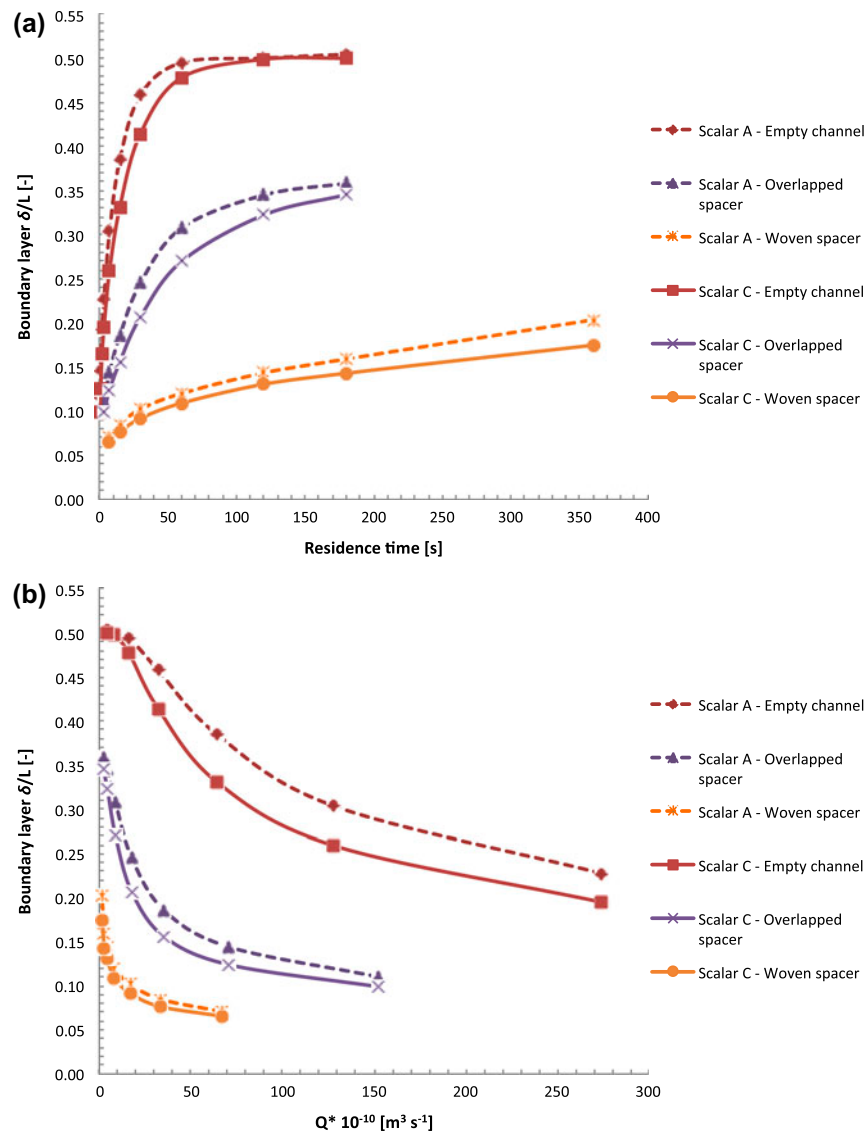 (a)
0.55
0.50
0.45
0.40
0.35
0.30
0.25
0.20
0.15
0.10
0.05
0.00
Boundary layer δ/L [-]
0 50 100 150 200 250 300 350 400
Residence time [s]
Scalar A - Empty channel
Scalar A - Overlapped
spacer
Scalar A - Woven spacer
Scalar C - Empty channel
Scalar C - Overlapped
spacer
Scalar C - Woven spacer
(b)
0.55
0.50
0.45
0.40
0.35
0.30
0.25
0.20
0.15
0.10
0.05
0.00
Boundary layer δ/L [-]
0 50 100 150 200 250 300
Q* 10⁻¹⁰ [m³ s⁻¹]
Scalar A - Empty channel
Scalar A - Overlapped
spacer
Scalar A - Woven spacer
Scalar C - Empty channel
Scalar C - Overlapped
spacer
Scalar C - Woven spacer